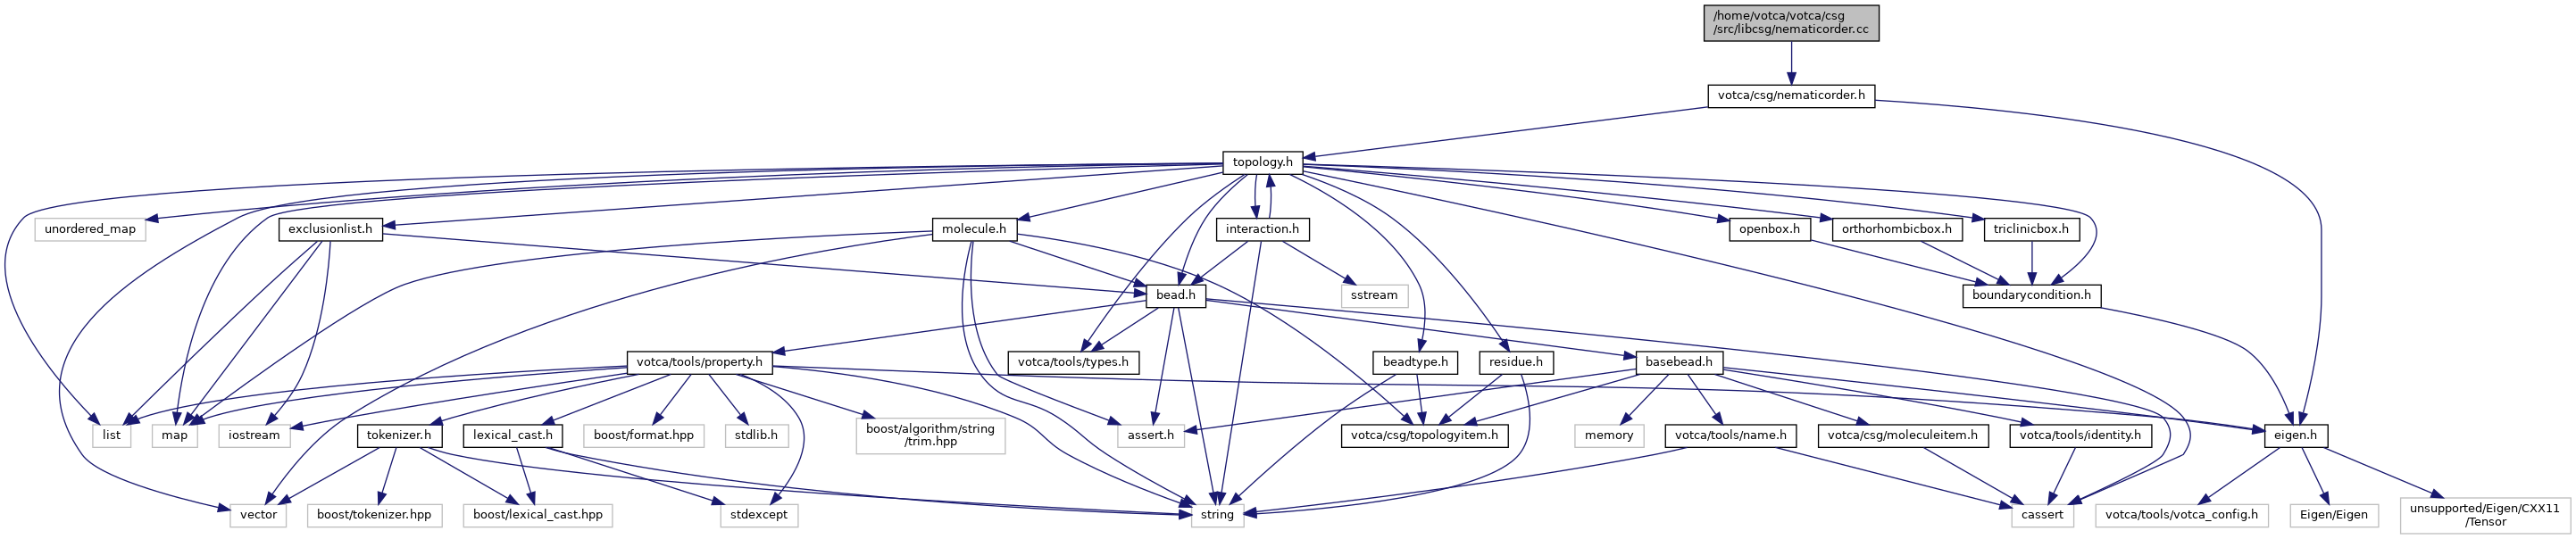 /home/votca/votca/csg
/src/libcsg/nematicorder.cc
votca/csg/nematicorder.h
topology.h
unordered_map
exclusionlist.h
molecule.h
interaction.h
openbox.h
orthorhombicbox.h
triclinicbox.h
bead.h
sstream
boundarycondition.h
votca/tools/property.h
votca/tools/types.h
beadtype.h
residue.h
basebead.h
list
map
iostream
tokenizer.h
lexical_cast.h
boost/format.hpp
stdlib.h
boost/algorithm/string
/trim.hpp
assert.h
votca/csg/topologyitem.h
memory
votca/tools/name.h
votca/csg/moleculeitem.h
votca/tools/identity.h
eigen.h
vector
boost/tokenizer.hpp
boost/lexical_cast.hpp
stdexcept
string
cassert
votca/tools/votca_config.h
Eigen/Eigen
unsupported/Eigen/CXX11
/Tensor